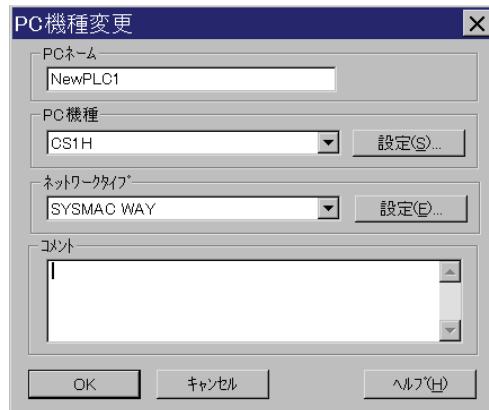 PC機種変更
PCネーム
NewPLC1
PC機種
CS1H
設定(S)...
ネットワークタイプ
SYSMAC WAY
設定(E)...
コメント
OK
キャンセル
ヘルプ(H)